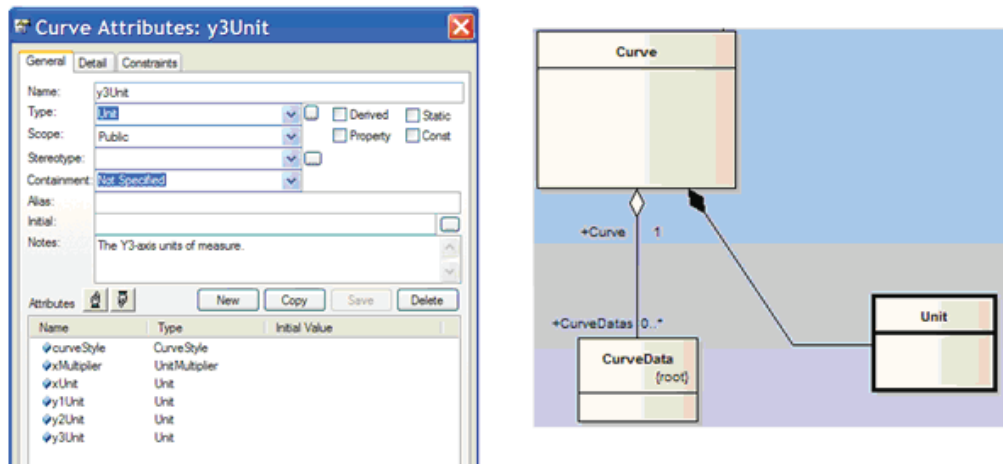 Curve Attributes: y3Unit
General Detail Constraints
Name: y3Unit
Type: Unit Derived Static
Scope: Public Property Const
Stereotype:
Containment: Not Specified
Alias:
Initial:
Notes: The Y3-axis units of measure.
Attributes New Copy Save Delete
Name Type Initial Value
curveStyle CurveStyle
xMultiplier UnitMultiplier
xUnit Unit
y1Unit Unit
y2Unit Unit
y3Unit Unit
Curve
+Curve 1
Unit
+CurveDatas 0..*
CurveData
{root}